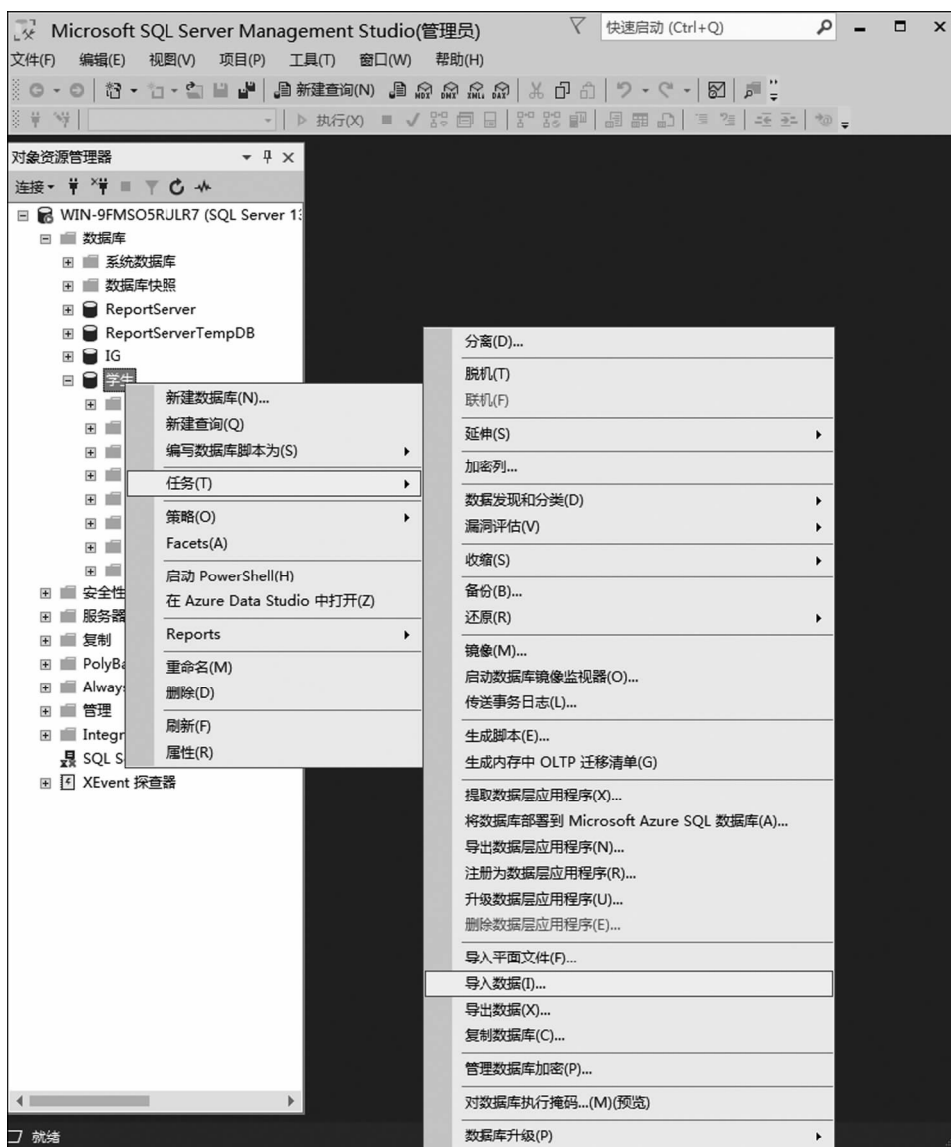 Microsoft SQL Server Management Studio(管理员)
快速启动 (Ctrl+Q)
文件(F) 编辑(E) 视图(V) 项目(P) 工具(T) 窗口(W) 帮助(H)
新建查询(N)
执行(X)
对象资源管理器
连接
WIN-9FMSO5RULR7 (SQL Server 13
数据库
系统数据库
数据库快照
ReportServer
ReportServerTempDB
IG
学生
安全性
服务器
复制
PolyBa
Always
管理
Integr
SQL S
XEvent 探查器
就绪
新建数据库(N)...
新建查询(Q)
编写数据库脚本为(S)
任务(T)
策略(O)
Facets(A)
启动 PowerShell(H)
在 Azure Data Studio 中打开(Z)
Reports
重命名(M)
删除(D)
刷新(F)
属性(R)
分离(D)...
脱机(T)
联机(F)
延伸(S)
加密列...
数据发现和分类(D)
漏洞评估(V)
收缩(S)
备份(B)...
还原(R)
镜像(M)...
启动数据库镜像监视器(O)...
传送事务日志(L)...
生成脚本(E)...
生成内存中 OLTP 迁移清单(G)
提取数据层应用程序(X)...
将数据库部署到 Microsoft Azure SQL 数据库(A)...
导出数据层应用程序(N)...
注册为数据层应用程序(R)...
升级数据层应用程序(U)...
删除数据层应用程序(E)...
导入平面文件(F)...
导入数据(I)...
导出数据(X)...
复制数据库(C)...
管理数据库加密(P)...
对数据库执行掩码...(M)(预览)
数据库升级(P)